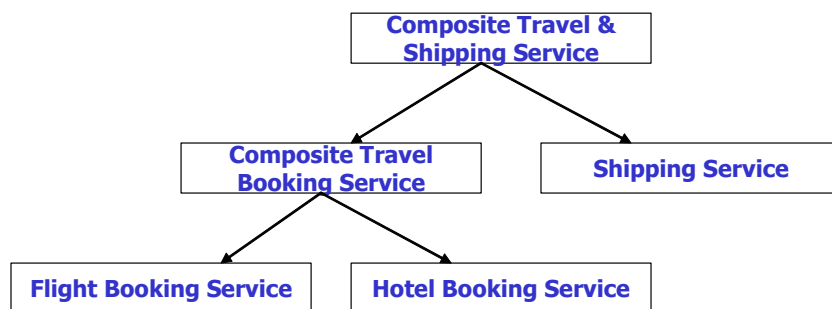 Composite Travel &
Shipping Service
Composite Travel
Booking Service
Shipping Service
Flight Booking Service
Hotel Booking Service